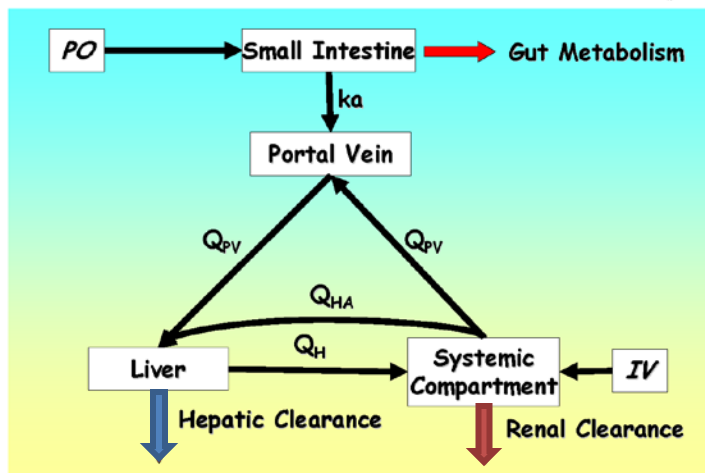 PO
Small Intestine
Gut Metabolism
ka
Portal Vein
QPV
QPV
QHA
QH
Liver
Systemic
Compartment
IV
Hepatic Clearance
Renal Clearance